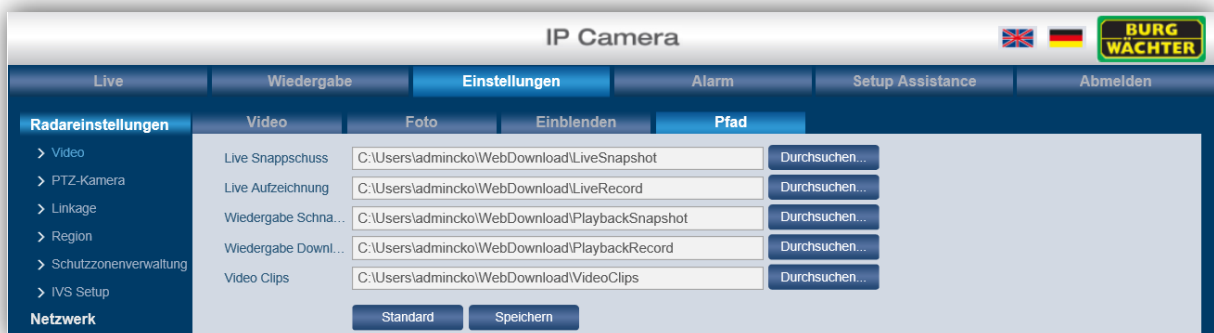 IP Camera
BURG
WÄCHTER
Live Wiedergabe Einstellungen Alarm Setup Assistance Abmelden
Radareinstellungen Video Foto Einblenden Pfad
> Video
> PTZ-Kamera
> Linkage
> Region
> Schutzzonenverwaltung
> IVS Setup
Netzwerk
Live Snappschuss C:\Users\admincko\WebDownload\LiveSnapshot Durchsuchen...
Live Aufzeichnung C:\Users\admincko\WebDownload\LiveRecord Durchsuchen...
Wiedergabe Schna... C:\Users\admincko\WebDownload\PlaybackSnapshot Durchsuchen...
Wiedergabe Downl... C:\Users\admincko\WebDownload\PlaybackRecord Durchsuchen...
Video Clips C:\Users\admincko\WebDownload\VideoClips Durchsuchen...
Standard Speichern